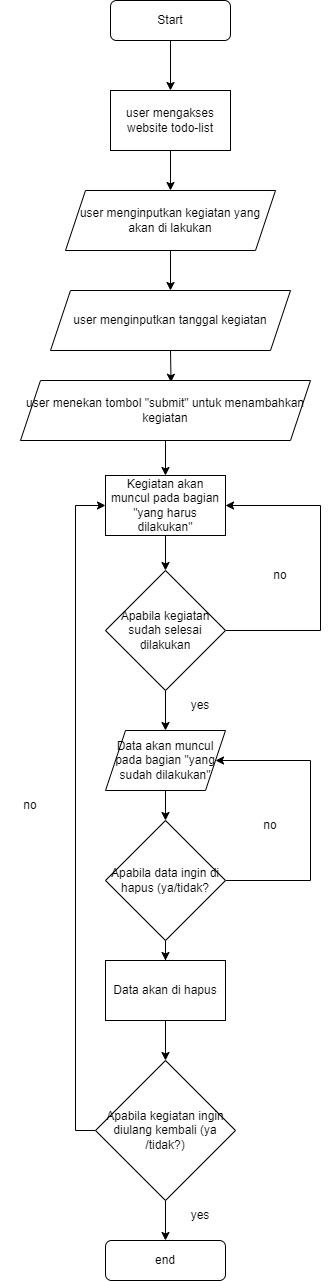 Start
user mengakses
website todo-list
user menginputkan kegiatan yang
akan di lakukan
user menginputkan tanggal kegiatan
user menekan tombol "submit" untuk menambahkan
kegiatan
Kegiatan akan
muncul pada bagian
"yang harus
dilakukan"
no
Apabila kegiatan
sudah selesai
dilakukan
yes
Data akan muncul
pada bagian "yang
sudah dilakukan"
no
no
Apabila data ingin di
hapus (ya/tidak?
Data akan di hapus
Apabila kegiatan ingin
diulang kembali (ya
/tidak?)
yes
end